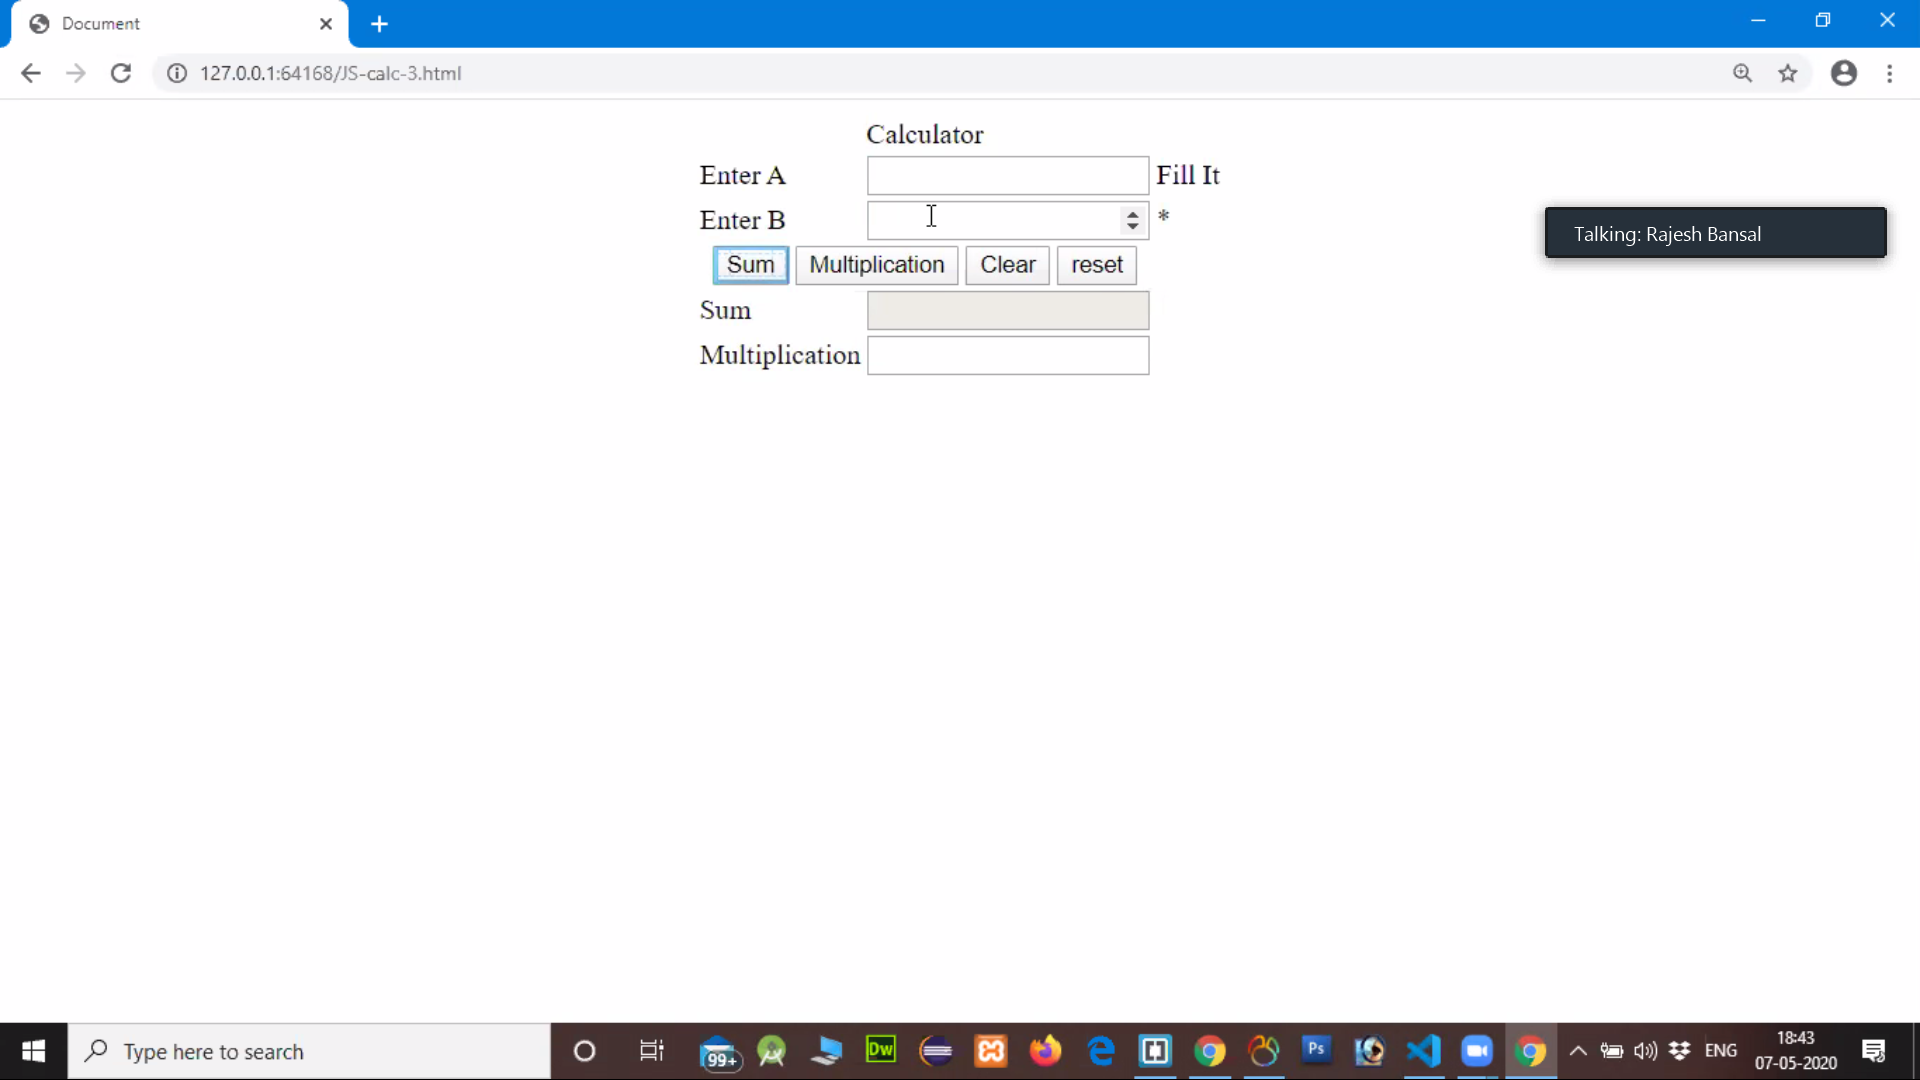 Document
127.0.0.1:64168/JS-calc-3.html
Calculator
Enter A Fill It
Enter B *
Talking: Rajesh Bansal
Sum Multiplication Clear reset
Sum
Multiplication
Type here to search
99+
Dw
Ps
ENG
18:43
07-05-2020